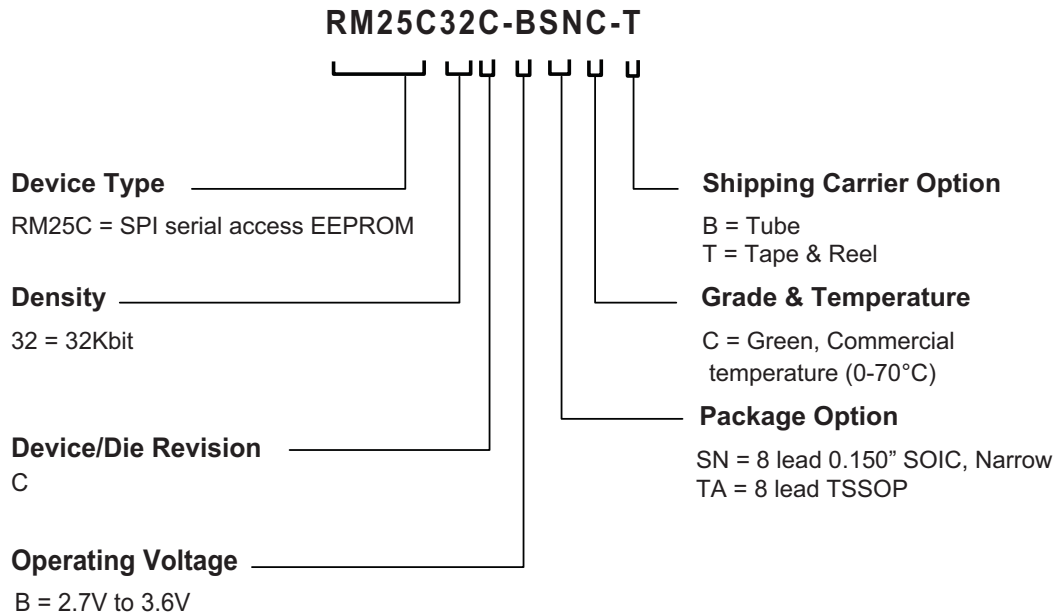 RM25C32C-BSNC-T
Device Type
RM25C = SPI serial access EEPROM
Density
32 = 32Kbit
Device/Die Revision
C
Operating Voltage
B = 2.7V to 3.6V
Shipping Carrier Option
B = Tube
T = Tape & Reel
Grade & Temperature
C = Green, Commercial
temperature (0-70°C)
Package Option
SN = 8 lead 0.150” SOIC, Narrow
TA = 8 lead TSSOP